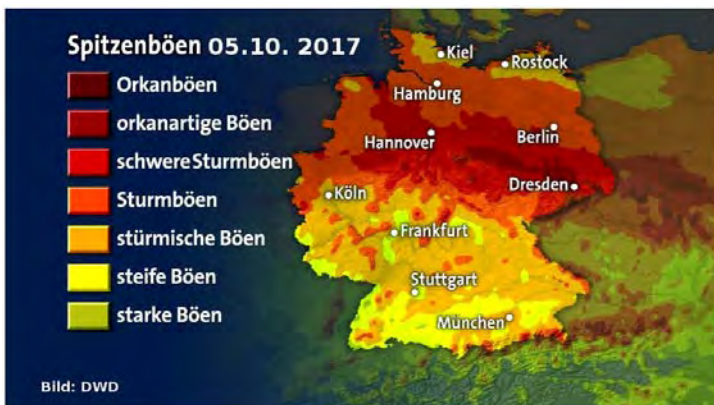 Spitzenböen 05.10. 2017
Orkanböen
orkanartige Böen
schwere Sturmböen
Sturmböen
stürmische Böen
steife Böen
starke Böen
Kiel
Rostock
Hamburg
Hannover
Berlin
Dresden
Köln
Frankfurt
Stuttgart
München
Bild: DWD